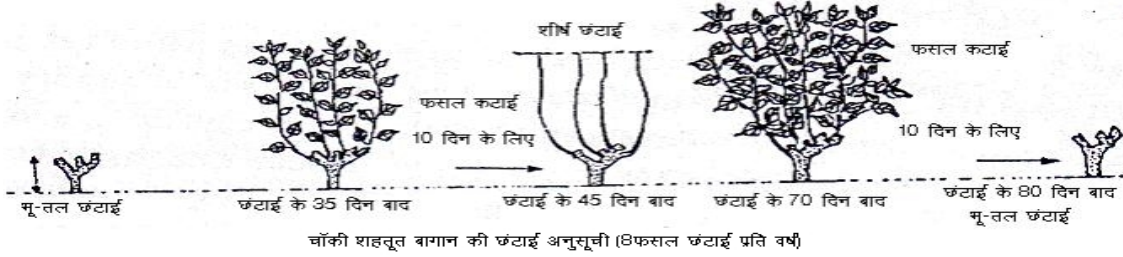 शीर्ष छंटाई
फसल कटाई
फसल कटाई
10 दिन के लिए
10 दिन के लिए
भू-तल छंटाई
छंटाई के 35 दिन बाद
छंटाई के 45 दिन बाद
छंटाई के 70 दिन बाद
छंटाई के 80 दिन बाद
भू-तल छंटाई
चॉकी शहतूत बागान की छंटाई अनुसूची (8फसल छंटाई प्रति वर्ष)